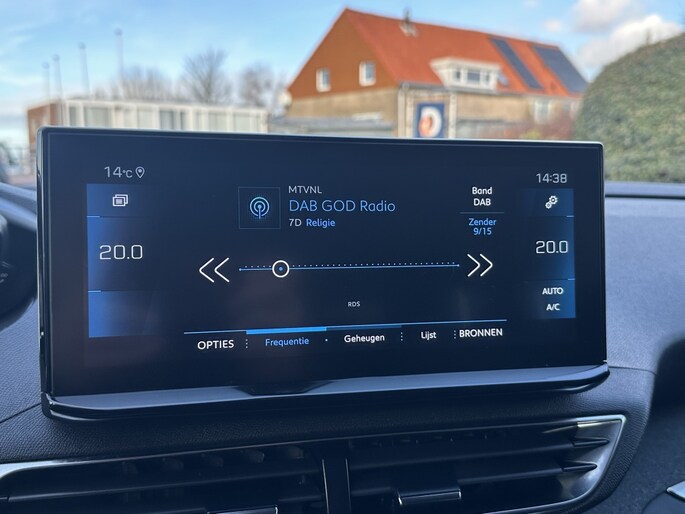 14°C
14:38
MTVNL
DAB GOD Radio
7D Religie
Band
DAB
Zender
9/15
20.0
20.0
AUTO
A/C
RDS
OPTIES
Frequentie
Geheugen
Lijst
BRONNEN